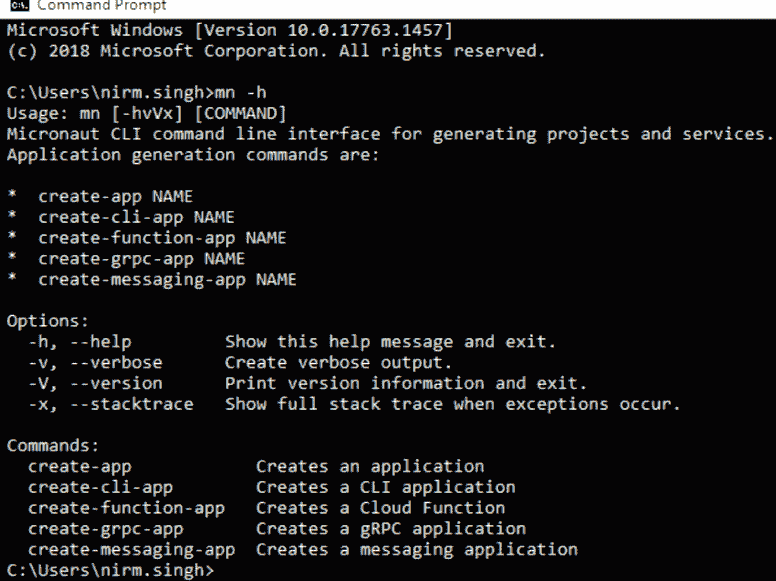 Command Prompt
Microsoft Windows [Version 10.0.17763.1457]
(c) 2018 Microsoft Corporation. All rights reserved.
C:\Users\nirm.singh>mn -h
Usage: mn [-hvVx] [COMMAND]
Micronaut CLI command line interface for generating projects and services.
Application generation commands are:
*  create-app NAME
*  create-cli-app NAME
*  create-function-app NAME
*  create-grpc-app NAME
*  create-messaging-app NAME
Options:
  -h, --help         Show this help message and exit.
  -v, --verbose      Create verbose output.
  -V, --version      Print version information and exit.
  -x, --stacktrace   Show full stack trace when exceptions occur.
Commands:
  create-app            Creates an application
  create-cli-app        Creates a CLI application
  create-function-app   Creates a Cloud Function
  create-grpc-app       Creates a gRPC application
  create-messaging-app  Creates a messaging application
C:\Users\nirm.singh>